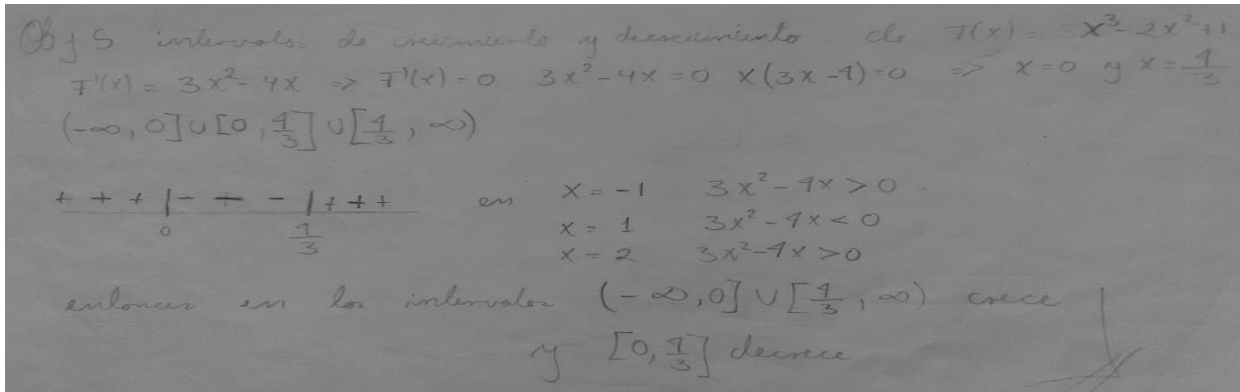 Obj 5 intervalos de crecimiento y decrecimiento de F(x) = x³-2x²+1
F'(x) = 3x²-4x => F'(x)=0 3x²-4x=0 x(3x-4)=0 => x=0 y x=4/3
(-∞, 0]∪[0, 4/3]∪[4/3, ∞)
+ + + | - - - | + + + en x = -1 3x²-4x>0
0 4/3 x = 1 3x²-4x<0
x = 2 3x²-4x>0
entonces en los intervalos (-∞, 0] ∪ [4/3, ∞) crece
y [0, 4/3] decrece